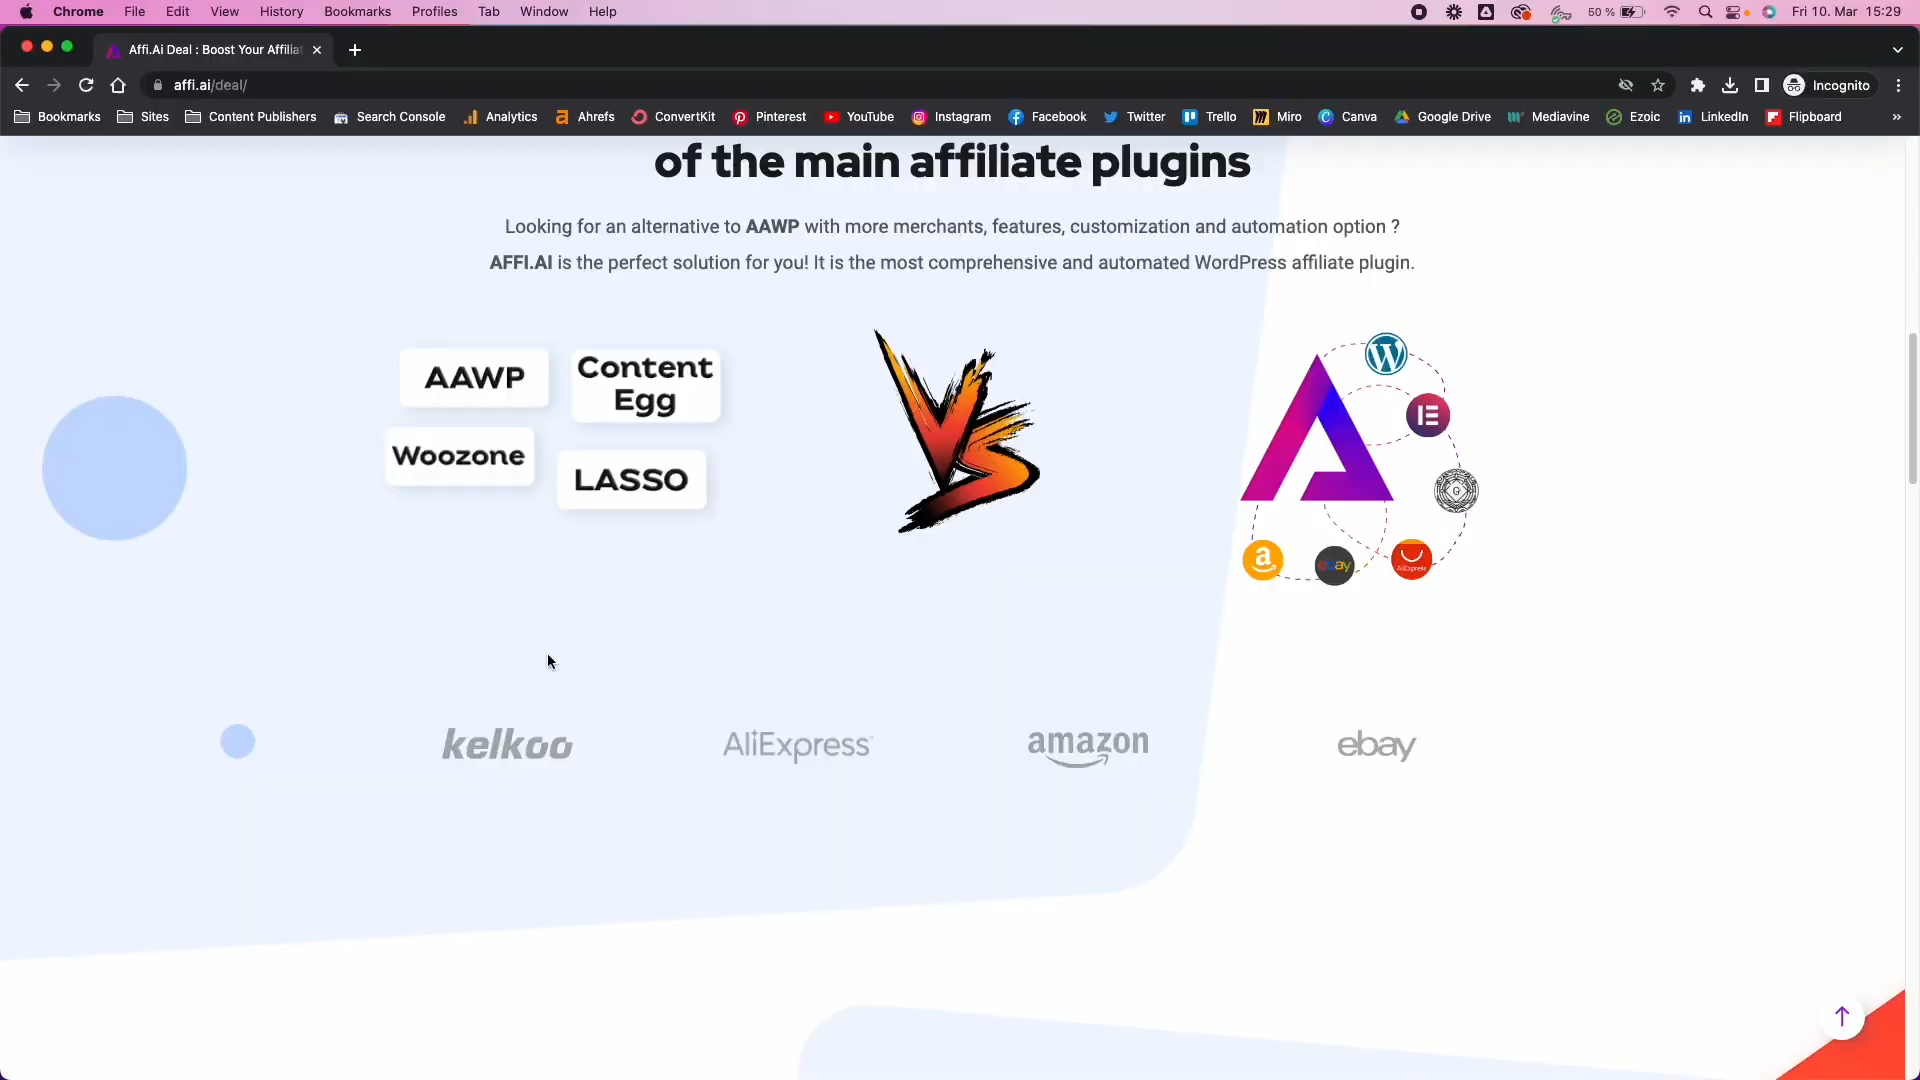 Chrome File Edit View History Bookmarks Profiles Tab Window Help 50 % Fri 10. Mar 15:29
Affi.Ai Deal : Boost Your Affilia
affi.ai/deal/ Incognito
Bookmarks Sites Content Publishers Search Console Analytics Ahrefs ConvertKit Pinterest YouTube Instagram Facebook Twitter Trello Miro Canva Google Drive Mediavine Ezoic LinkedIn Flipboard »
of the main affiliate plugins
Looking for an alternative to AAWP with more merchants, features, customization and automation option ?
AFFI.AI is the perfect solution for you! It is the most comprehensive and automated WordPress affiliate plugin.
AAWP
Content
Egg
Woozone
LASSO
VS
ebay
AliExpress
kelkoo AliExpress amazon ebay